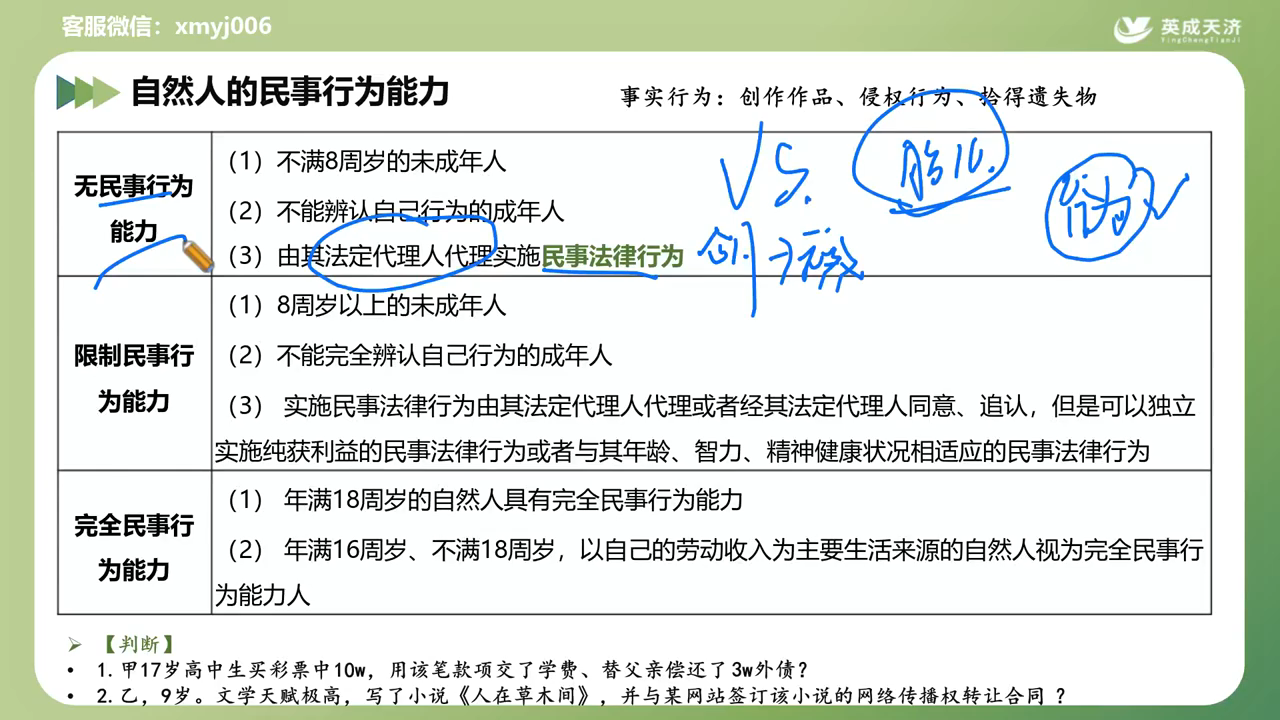 客服微信：xmyj006
英成天济
YingChengTianJi
自然人的民事行为能力
事实行为：创作作品、侵权行为、拾得遗失物
无民事行为
能力
（1）不满8周岁的未成年人
（2）不能辨认自己行为的成年人
（3）由其法定代理人代理实施民事法律行为
VS.
限制民事行
为能力
（1）8周岁以上的未成年人
（2）不能完全辨认自己行为的成年人
（3） 实施民事法律行为由其法定代理人代理或者经其法定代理人同意、追认，但是可以独立
实施纯获利益的民事法律行为或者与其年龄、智力、精神健康状况相适应的民事法律行为
完全民事行
为能力
（1） 年满18周岁的自然人具有完全民事行为能力
（2） 年满16周岁、不满18周岁，以自己的劳动收入为主要生活来源的自然人视为完全民事行
为能力人
【判断】
1.甲17岁高中生买彩票中10w，用该笔款项交了学费、替父亲偿还了3w外债？
2.乙，9岁。文学天赋极高，写了小说《人在草木间》，并与某网站签订该小说的网络传播权转让合同 ？